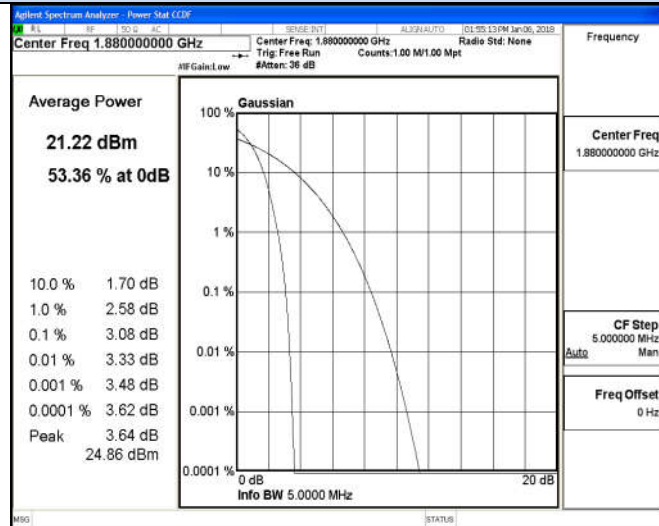 Agilent Spectrum Analyzer - Power Stat CCDF
RL RF 50 Ω AC SENSE:INT ALIGNAUTO 01:55:13 PM Jan 06, 2018
Center Freq 1.880000000 GHz
Center Freq: 1.880000000 GHz Radio Std: None
Trig: Free Run Counts:1.00 M/1.00 Mpt
#IFGain:Low #Atten: 36 dB
Frequency
Average Power
21.22 dBm
53.36 % at 0dB
10.0 % 1.70 dB
1.0 % 2.58 dB
0.1 % 3.08 dB
0.01 % 3.33 dB
0.001 % 3.48 dB
0.0001 % 3.62 dB
Peak 3.64 dB
24.86 dBm
Gaussian
100 %
10 %
1 %
0.1 %
0.01 %
0.001 %
0.0001 %
0 dB 20 dB
Info BW 5.0000 MHz
Center Freq
1.880000000 GHz
CF Step
5.000000 MHz
Auto Man
Freq Offset
0 Hz
MSG STATUS